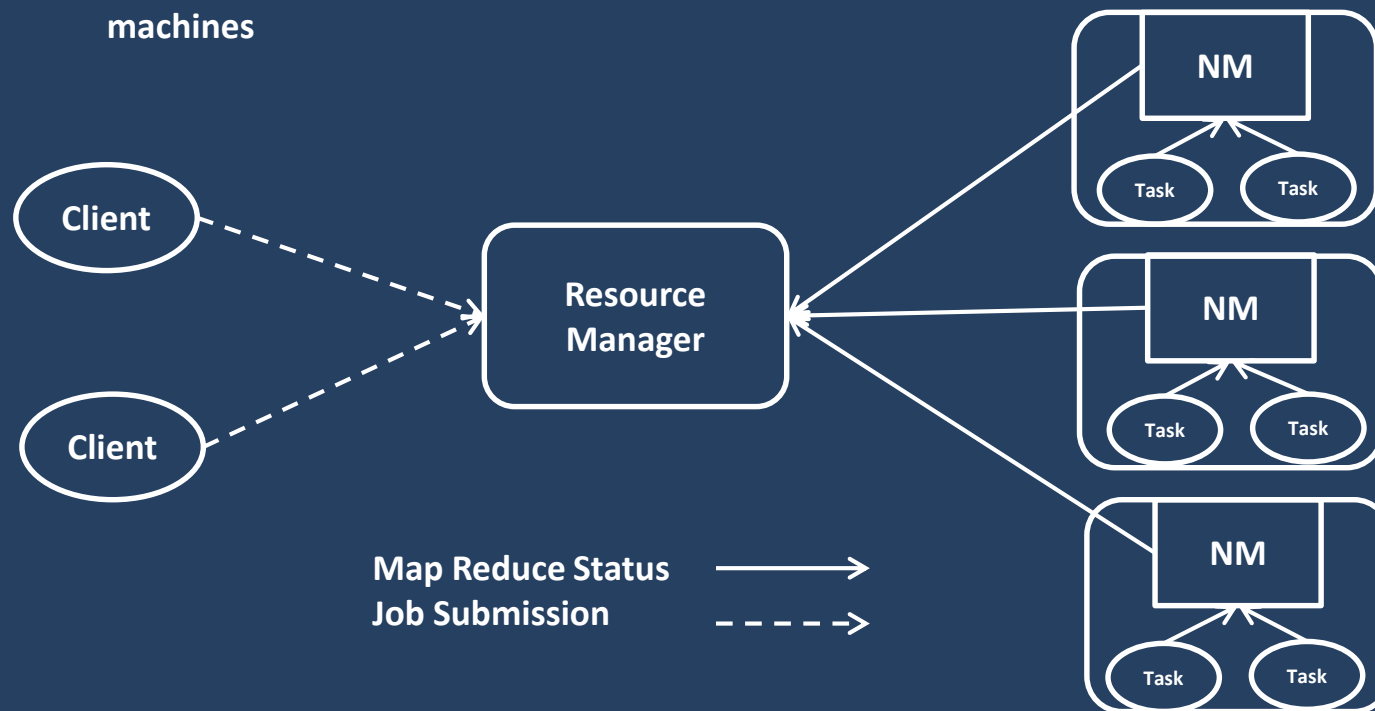 machines
NM
Task
Task
Client
Resource
Manager
NM
Task
Task
Client
NM
Task
Task
Map Reduce Status
Job Submission